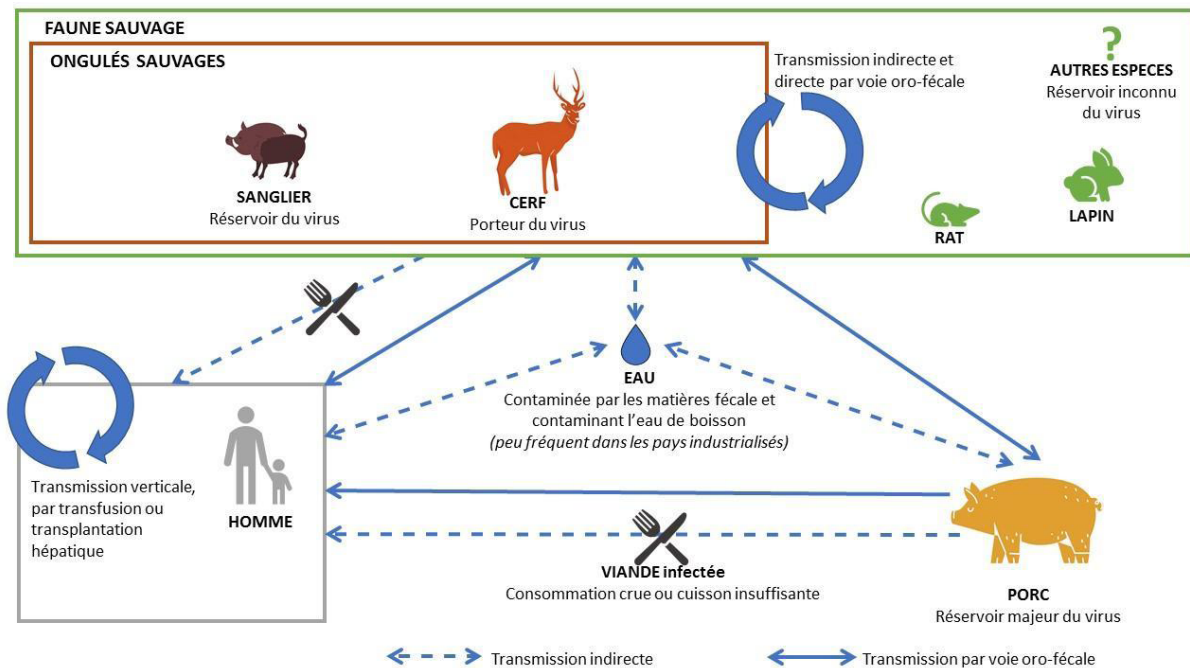 FAUNE SAUVAGE
ONGULÉS SAUVAGES
Transmission indirecte et
directe par voie oro-fécale
?
AUTRES ESPECES
Réservoir inconnu
du virus
SANGLIER
Réservoir du virus
CERF
Porteur du virus
RAT
LAPIN
EAU
Contaminée par les matières fécale et
contaminant l'eau de boisson
(peu fréquent dans les pays industrialisés)
Transmission verticale,
par transfusion ou
transplantation
hépatique
HOMME
VIANDE infectée
Consommation crue ou cuisson insuffisante
PORC
Réservoir majeur du virus
Transmission indirecte
Transmission par voie oro-fécale